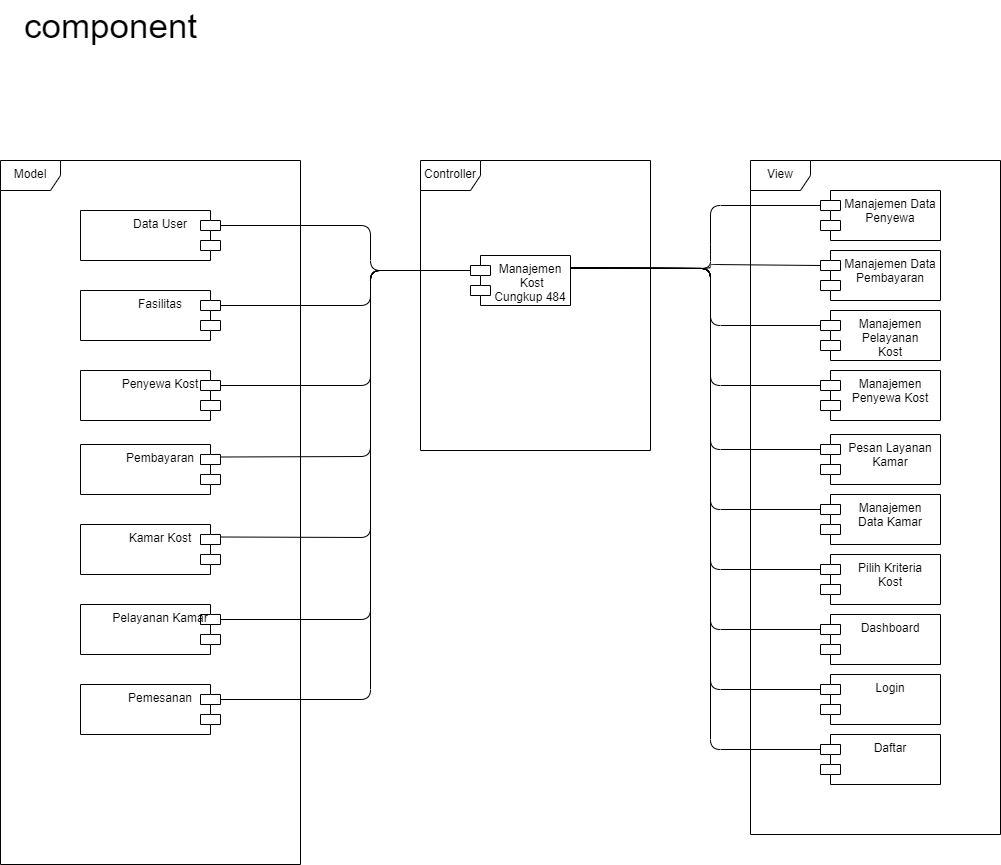 component
Model
Data User
Fasilitas
Penyewa Kost
Pembayaran
Kamar Kost
Pelayanan Kamar
Pemesanan
Controller
Manajemen
Kost
Cungkup 484
View
Manajemen Data
Penyewa
Manajemen Data
Pembayaran
Manajemen
Pelayanan
Kost
Manajemen
Penyewa Kost
Pesan Layanan
Kamar
Manajemen
Data Kamar
Pilih Kriteria
Kost
Dashboard
Login
Daftar